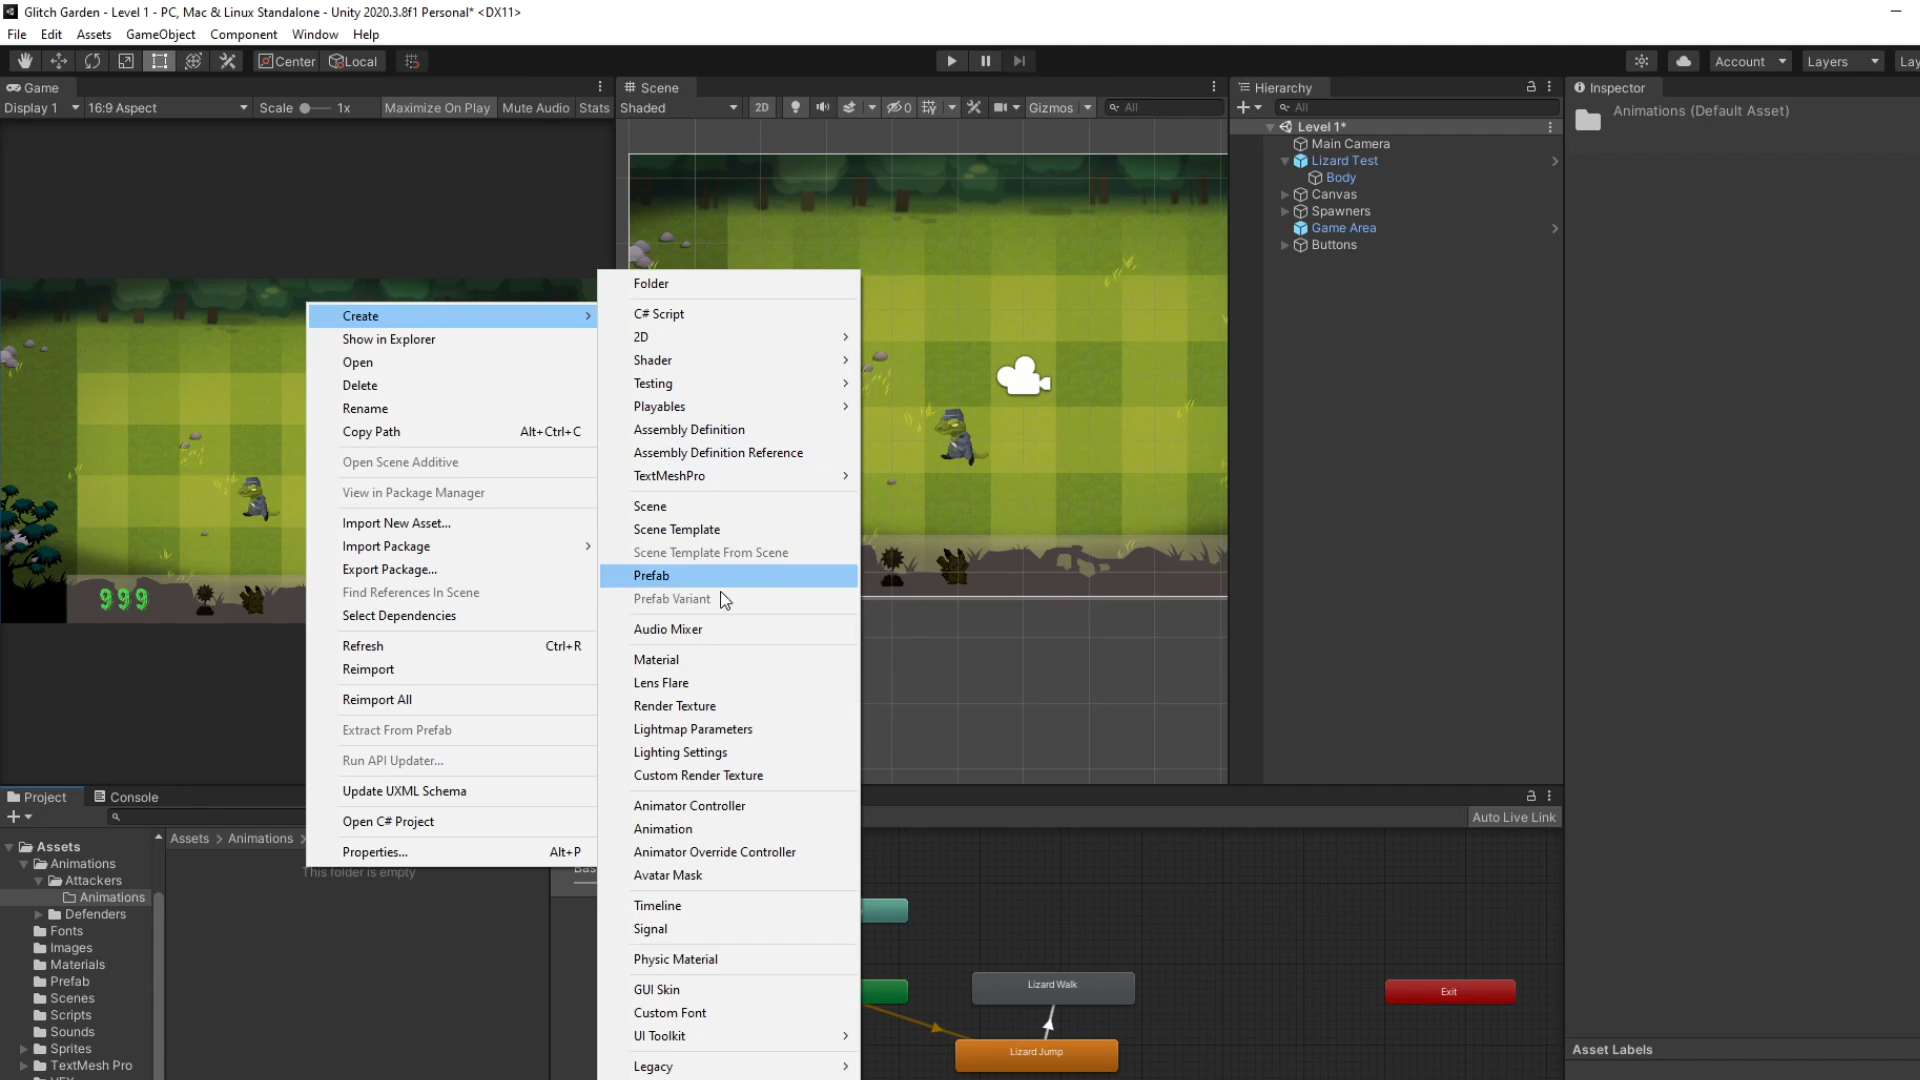 Glitch Garden - Level 1 - PC, Mac & Linux Standalone - Unity 2020.3.8f1 Personal* <DX11>
File Edit Assets GameObject Component Window Help
Center Local Account Layers Lay
Game
Display 1 16:9 Aspect Scale 1x Maximize On Play Mute Audio Stats
Scene
Shaded 2D 0 Gizmos All
Hierarchy
All
Level 1*
Main Camera
Lizard Test
Body
Canvas
Spawners
Game Area
Buttons
Inspector
Animations (Default Asset)
Create
Show in Explorer
Open
Delete
Rename
Copy Path Alt+Ctrl+C
Open Scene Additive
View in Package Manager
Import New Asset...
Import Package
Export Package...
Find References In Scene
Select Dependencies
Refresh Ctrl+R
Reimport
Reimport All
Extract From Prefab
Run API Updater...
Update UXML Schema
Open C# Project
Properties... Alt+P
Folder
C# Script
2D
Shader
Testing
Playables
Assembly Definition
Assembly Definition Reference
TextMeshPro
Scene
Scene Template
Scene Template From Scene
Prefab
Prefab Variant
Audio Mixer
Material
Lens Flare
Render Texture
Lightmap Parameters
Lighting Settings
Custom Render Texture
Animator Controller
Animation
Animator Override Controller
Avatar Mask
Timeline
Signal
Physic Material
GUI Skin
Custom Font
UI Toolkit
Legacy
999
Project Console
Assets > Animations >
This folder is empty
Assets
Animations
Attackers
Animations
Defenders
Fonts
Images
Materials
Prefab
Scenes
Scripts
Sounds
Sprites
TextMesh Pro
Auto Live Link
Lizard Walk
Lizard Jump
Exit
Asset Labels